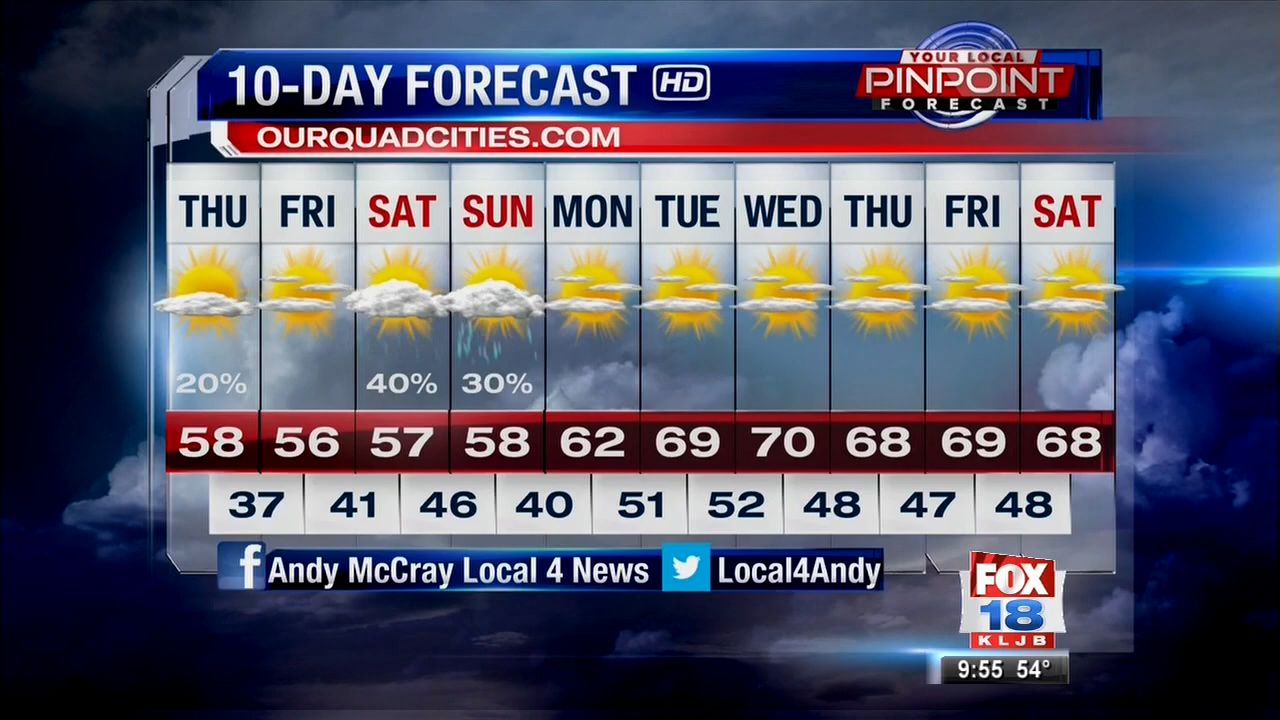 10-DAY FORECAST HD
YOUR LOCAL
PINPOINT
FORECAST
OURQUADCITIES.COM
THU FRI SAT SUN MON TUE WED THU FRI SAT
20% 40% 30%
58 56 57 58 62 69 70 68 69 68
37 41 46 40 51 52 48 47 48
f Andy McCray Local 4 News Local4Andy
FOX
18
KLJB
9:55 54°